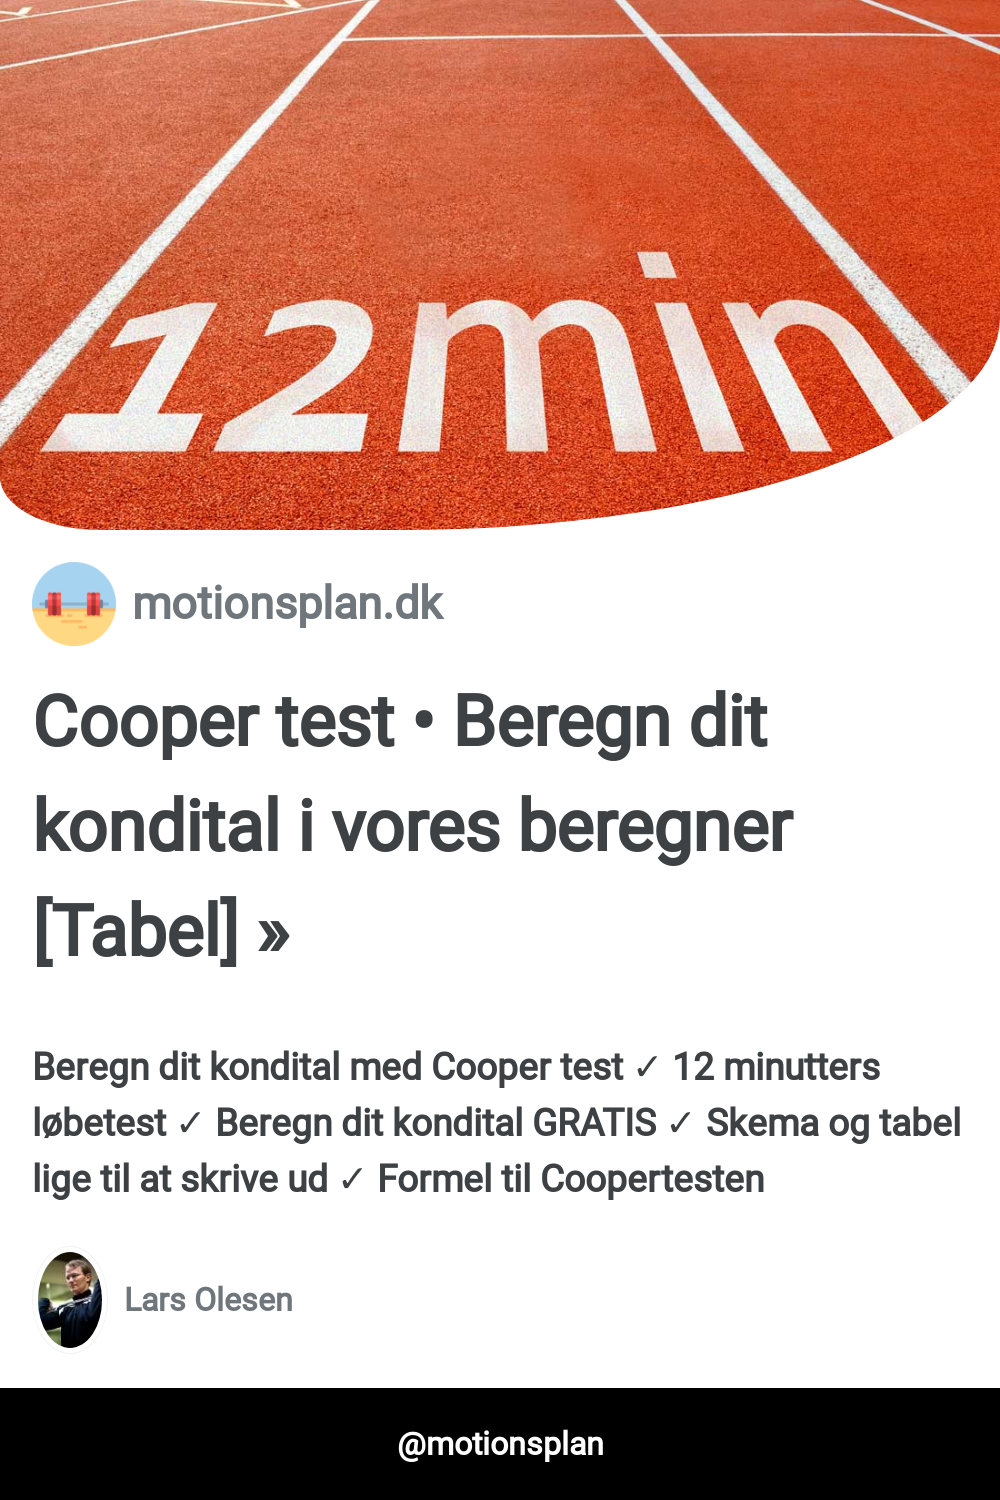 12min
motionsplan.dk
Cooper test • Beregn dit
kondital i vores beregner
[Tabel] »
Beregn dit kondital med Cooper test ✓ 12 minutters
løbetest ✓ Beregn dit kondital GRATIS ✓ Skema og tabel
lige til at skrive ud ✓ Formel til Coopertesten
Lars Olesen
@motionsplan